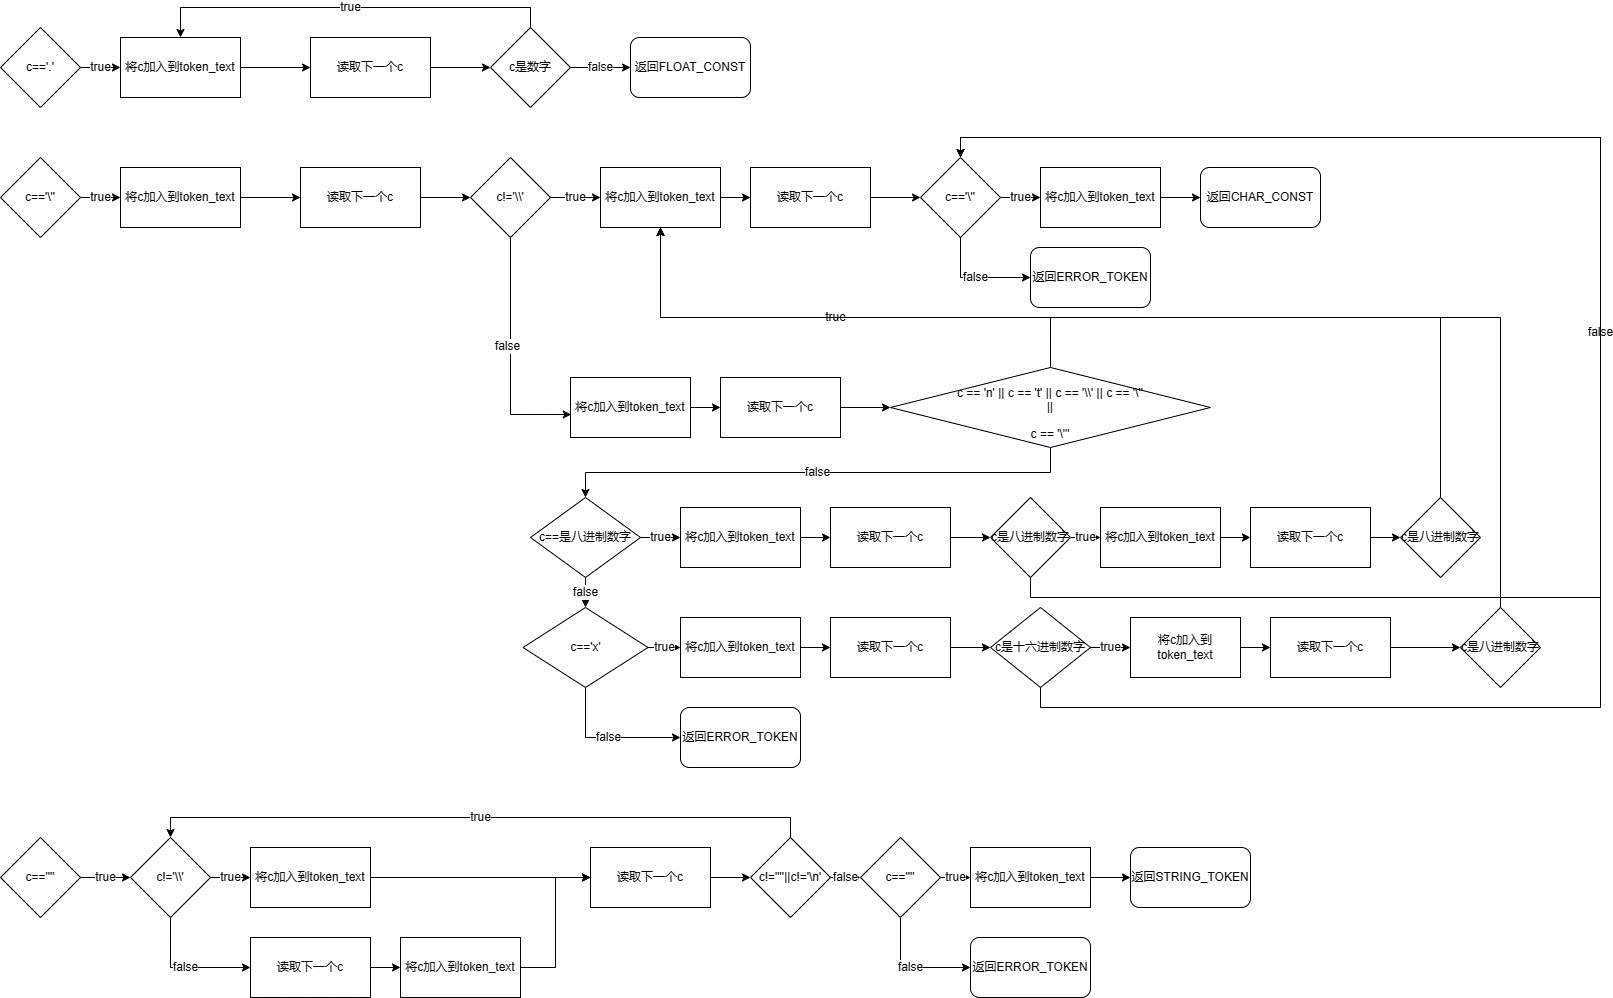 true
c=='.'
true
将c加入到token_text
读取下一个c
c是数字
false
返回FLOAT_CONST
c=='\''
true
将c加入到token_text
读取下一个c
c!='\\'
true
将c加入到token_text
读取下一个c
c=='\''
true
将c加入到token_text
返回CHAR_CONST
false
返回ERROR_TOKEN
true
false
false
将c加入到token_text
读取下一个c
c == 'n' || c == 't' || c == '\\' || c == '\''
||
c == '\"'
false
c==是八进制数字
true
将c加入到token_text
读取下一个c
c是八进制数字
true
将c加入到token_text
读取下一个c
c是八进制数字
false
c=='x'
true
将c加入到token_text
读取下一个c
c是十六进制数字
true
将c加入到
token_text
读取下一个c
c是八进制数字
false
返回ERROR_TOKEN
true
c=='"'
true
c!='\\'
true
将c加入到token_text
读取下一个c
c!='"'||c!='\n'
false
c=='"'
true
将c加入到token_text
返回STRING_TOKEN
false
读取下一个c
将c加入到token_text
false
返回ERROR_TOKEN